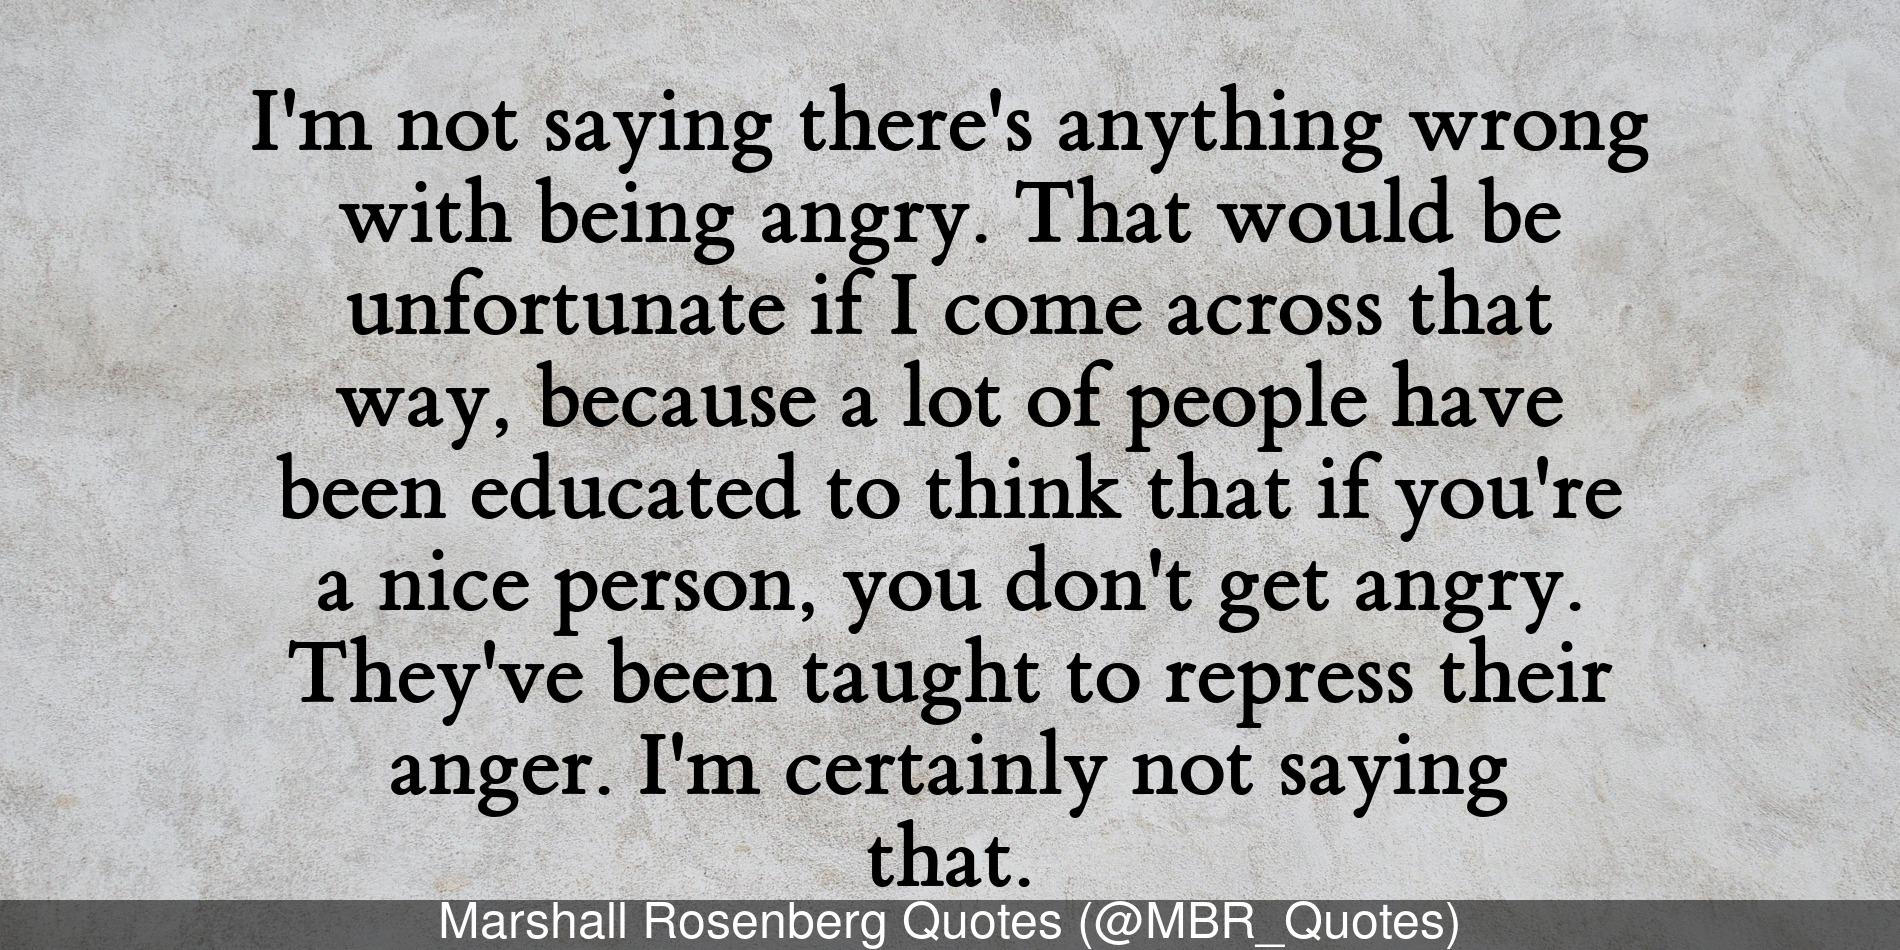 I'm not saying there's anything wrong
with being angry. That would be
unfortunate if I come across that
way, because a lot of people have
been educated to think that if you're
a nice person, you don't get angry.
They've been taught to repress their
anger. I'm certainly not saying
that.
Marshall Rosenberg Quotes (@MBR_Quotes)